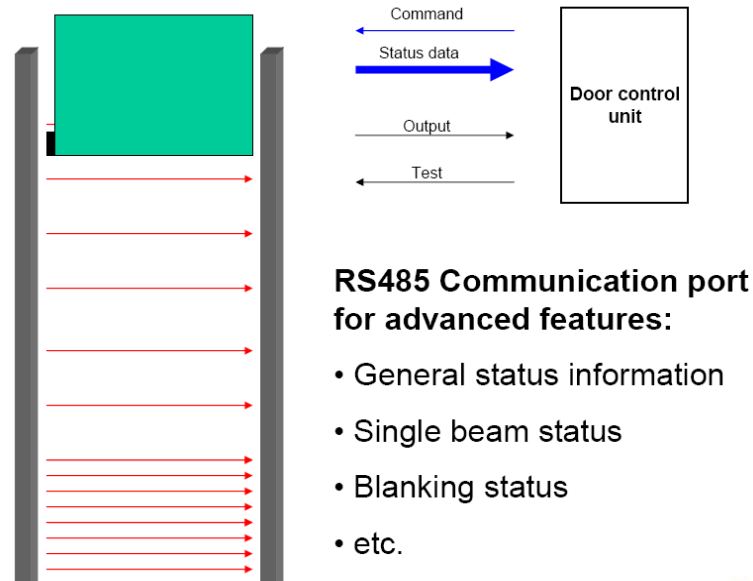 Command
Status data
Output
Test
Door control
unit
RS485 Communication port
for advanced features:
• General status information
• Single beam status
• Blanking status
• etc.